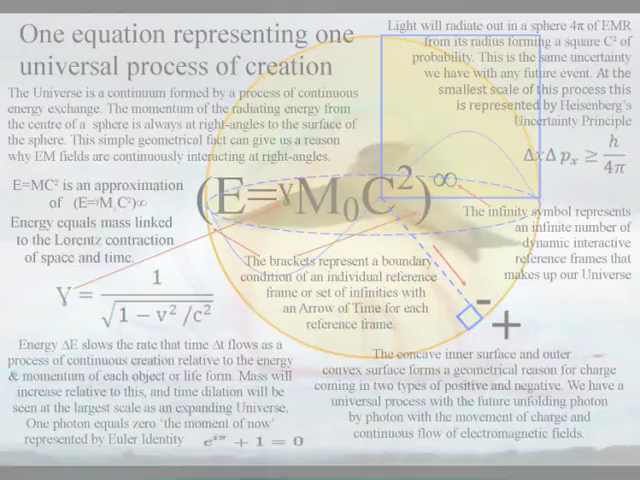 One equation representing one
universal process of creation
The Universe is a continuum formed by a process of continuous
energy exchange. The momentum of the radiating energy from
the centre of a sphere is always at right-angles to the surface of
the sphere. This simple geometrical fact can give us a reason
why EM fields are continuously interacting at right-angles.
Light will radiate out in a sphere 4π of EMR
from its radius forming a square C² of
probability. This is the same uncertainty
we have with any future event. At the
smallest scale of this process this
is represented by Heisenberg's
Uncertainty Principle
Δx Δ pₓ ≥ h/4π
E=MC² is an approximation
of (E=ɣM₀C²)∞
Energy equals mass linked
to the Lorentz contraction
of space and time.
(E=ɣM₀C²)∞
The infinity symbol represents
an infinite number of
dynamic interactive
reference frames that
makes up our Universe
The brackets represent a boundary
condition of an individual reference
frame or set of infinities with
an Arrow of Time for each
reference frame.
Ɣ = 1/√(1 – v² /c²)
-
+
Energy ΔE slows the rate that time Δt flows as a
process of continuous creation relative to the energy
& momentum of each object or life form. Mass will
increase relative to this, and time dilation will be
seen at the largest scale as an expanding Universe.
One photon equals zero 'the moment of now'
represented by Euler Identity e^iπ + 1 = 0
The concave inner surface and outer
convex surface forms a geometrical reason for charge
coming in two types of positive and negative. We have a
universal process with the future unfolding photon
by photon with the movement of charge and
continuous flow of electromagnetic fields.